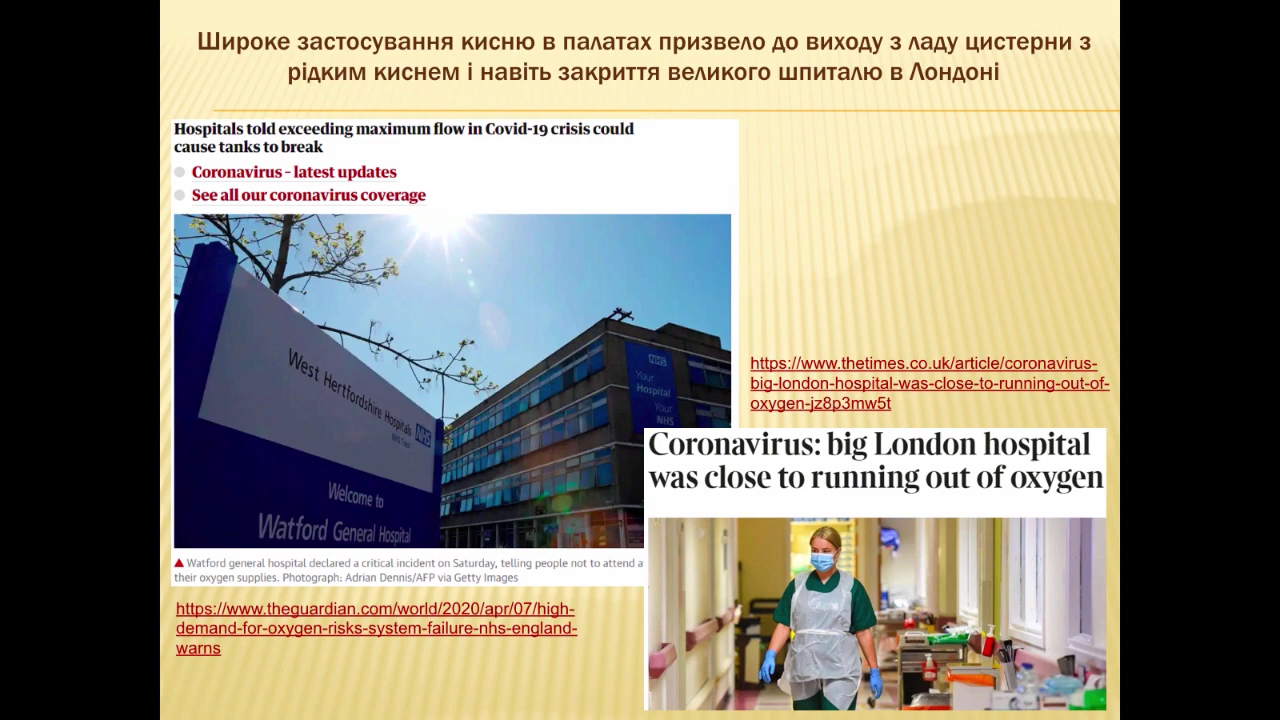 Широке застосування кисню в палатах призвело до виходу з ладу цистерни з
рідким киснем і навіть закриття великого шпиталю в Лондоні
Hospitals told exceeding maximum flow in Covid-19 crisis could
cause tanks to break
Coronavirus – latest updates
See all our coronavirus coverage
West Hertfordshire Hospitals NHS
NHS Trust
Welcome to
Watford General Hospital
NHS
Your
Hospital
Your
NHS
Watford general hospital declared a critical incident on Saturday, telling people not to attend a
their oxygen supplies. Photograph: Adrian Dennis/AFP via Getty Images
https://www.theguardian.com/world/2020/apr/07/high-
demand-for-oxygen-risks-system-failure-nhs-england-
warns
https://www.thetimes.co.uk/article/coronavirus-
big-london-hospital-was-close-to-running-out-of-
oxygen-jz8p3mw5t
Coronavirus: big London hospital
was close to running out of oxygen